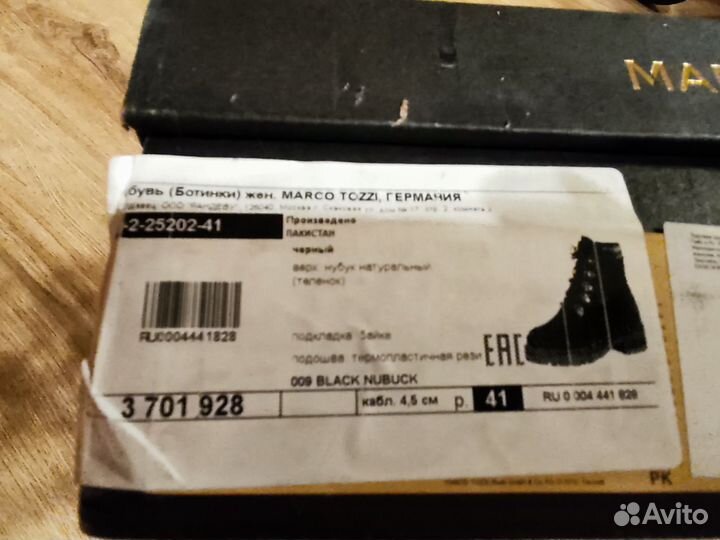 MAR
бувь (Ботинки) жен. MARCO TOZZI, ГЕРМАНИЯ
-2-25202-41
Произведено
ПАКИСТАН
черный
верх: нубук натуральный
(теленок)
RU0004441828
подкладка: байка
подошва: термопластичная рези
EAC
009 BLACK NUBUCK
3 701 928
кабл. 4,5 см
р.
41
RU 0 004 441 828
PK
Avito